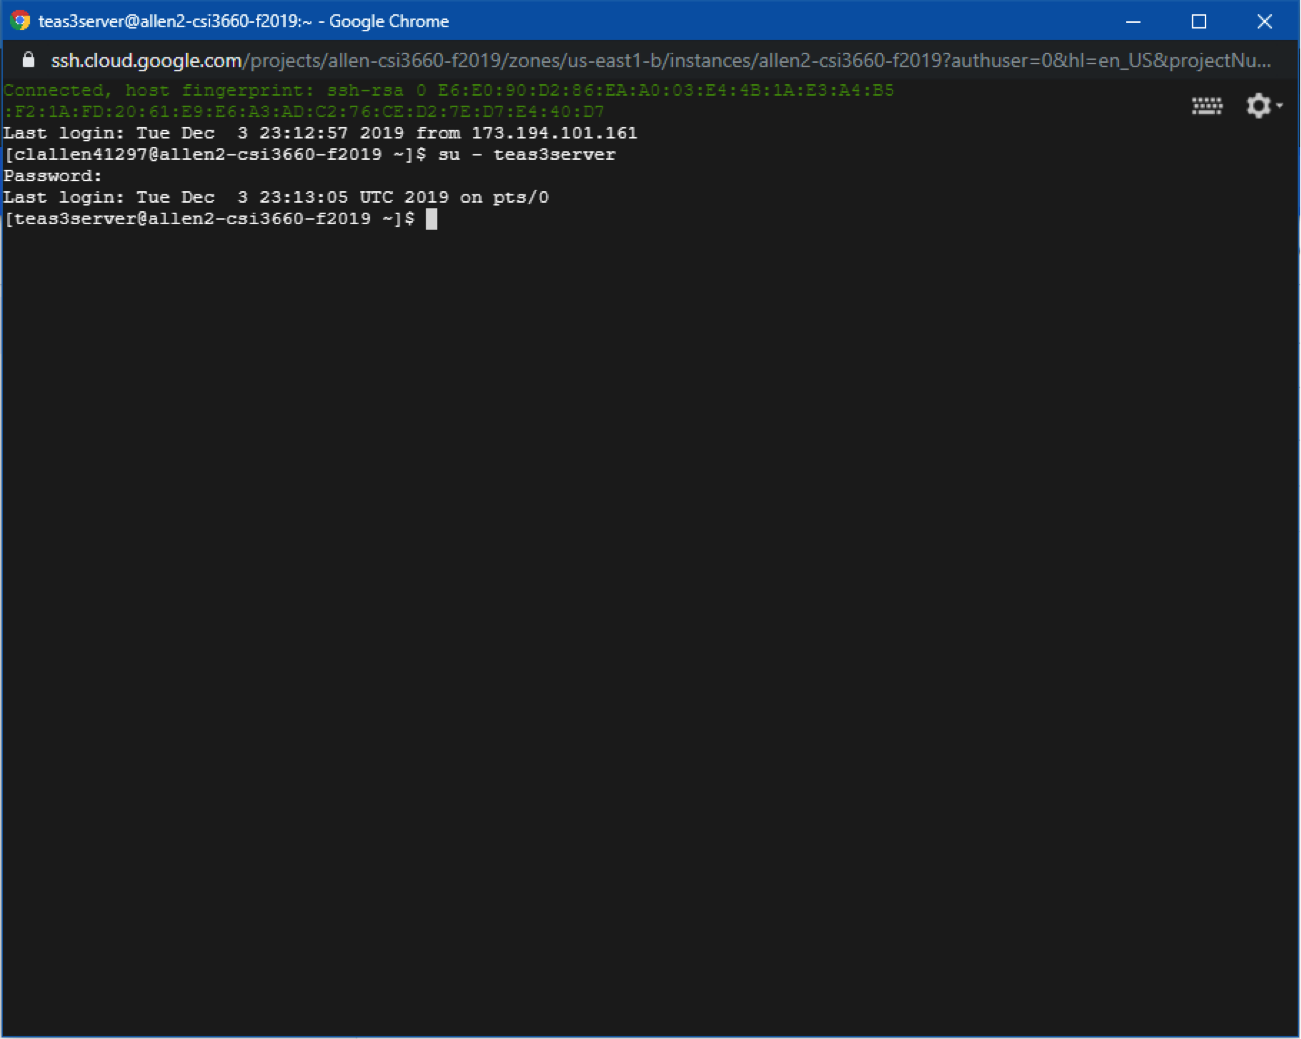 teas3server@allen2-csi3660-f2019:~ - Google Chrome
ssh.cloud.google.com/projects/allen-csi3660-f2019/zones/us-east1-b/instances/allen2-csi3660-f2019?authuser=0&hl=en_US&projectNu...
Connected, host fingerprint: ssh-rsa 0 E6:E0:90:D2:86:EA:A0:03:E4:4B:1A:E3:A4:B5
:F2:1A:FD:20:61:E9:E6:A3:AD:C2:76:CE:D2:7E:D7:E4:40:D7
Last login: Tue Dec  3 23:12:57 2019 from 173.194.101.161
[clallen41297@allen2-csi3660-f2019 ~]$ su - teas3server
Password:
Last login: Tue Dec  3 23:13:05 UTC 2019 on pts/0
[teas3server@allen2-csi3660-f2019 ~]$